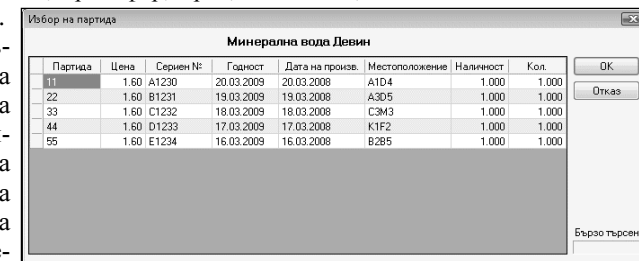 Избор на партида
Минерална вода Девин
Партида Цена Сериен № Годност Дата на произв. Местоположение Наличност Кол.
11 1.60 A1230 20.03.2009 20.03.2008 A1D4 1.000 1.000
22 1.60 B1231 19.03.2009 19.03.2008 A3D5 1.000 1.000
33 1.60 C1232 18.03.2009 18.03.2008 C3M3 1.000 1.000
44 1.60 D1233 17.03.2009 17.03.2008 K1F2 1.000 1.000
55 1.60 E1234 16.03.2009 16.03.2008 B2B5 1.000 1.000
OK
Отказ
Бързо търсен